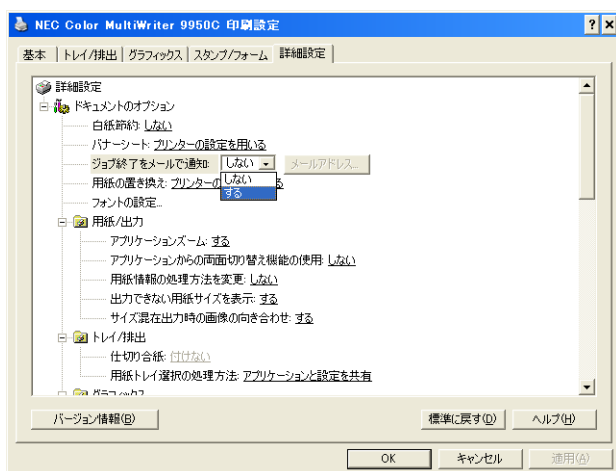 NEC Color MultiWriter 9950C 印刷設定
基本 トレイ/排出 グラフィックス スタンプ/フォーム 詳細設定
詳細設定
ドキュメントのオプション
白紙節約: しない
バナーシート: プリンターの設定を用いる
ジョブ終了をメールで通知: しない メールアドレス...
しない
する
用紙の置き換え: プリンターの る
フォントの設定...
用紙/出力
アプリケーションズーム: する
アプリケーションからの両面切り替え機能の使用: しない
用紙情報の処理方法を変更: しない
出力できない用紙サイズを表示: する
サイズ混在出力時の画像の向き合わせ: する
トレイ/排出
仕切り合紙: 付けない
用紙トレイ選択の処理方法: アプリケーションと設定を共有
グラフィックス
バージョン情報(B) 標準に戻す(D) ヘルプ(H)
OK キャンセル 適用(A)